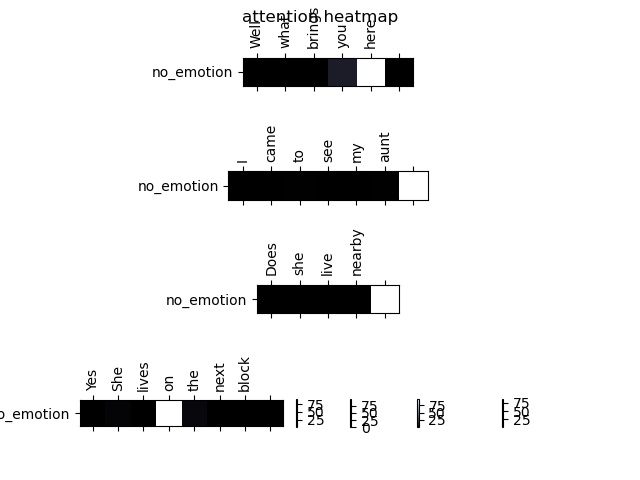 attention heatmap
Well what brings you here
no_emotion
I came to see my aunt
no_emotion
Does she live nearby
no_emotion
Yes She lives on the next block
o_emotion
75 50 25
75 50 25 0
75 50 25
75 50 25